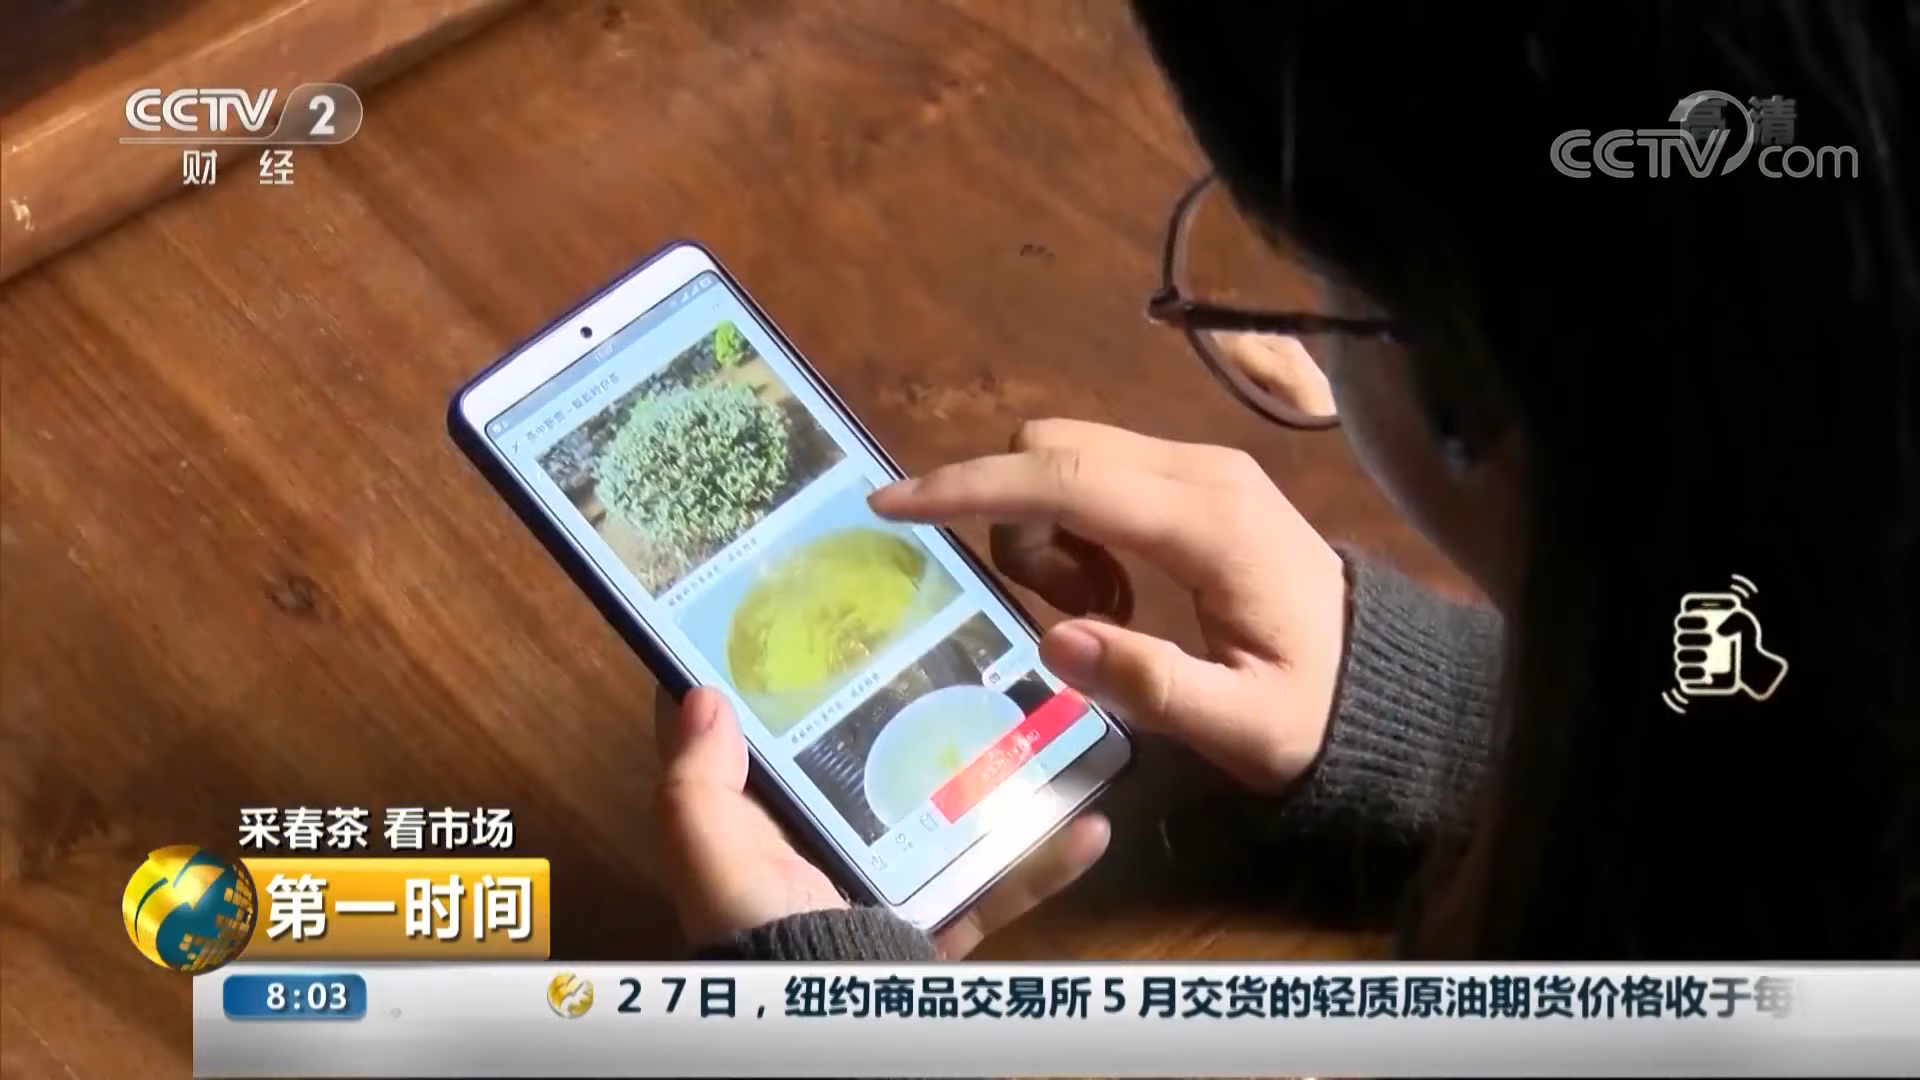 CCTV 2
财 经
高清
CCTV com
采春茶 看市场
第一时间
8:03
27日，纽约商品交易所5月交货的轻质原油期货价格收于每